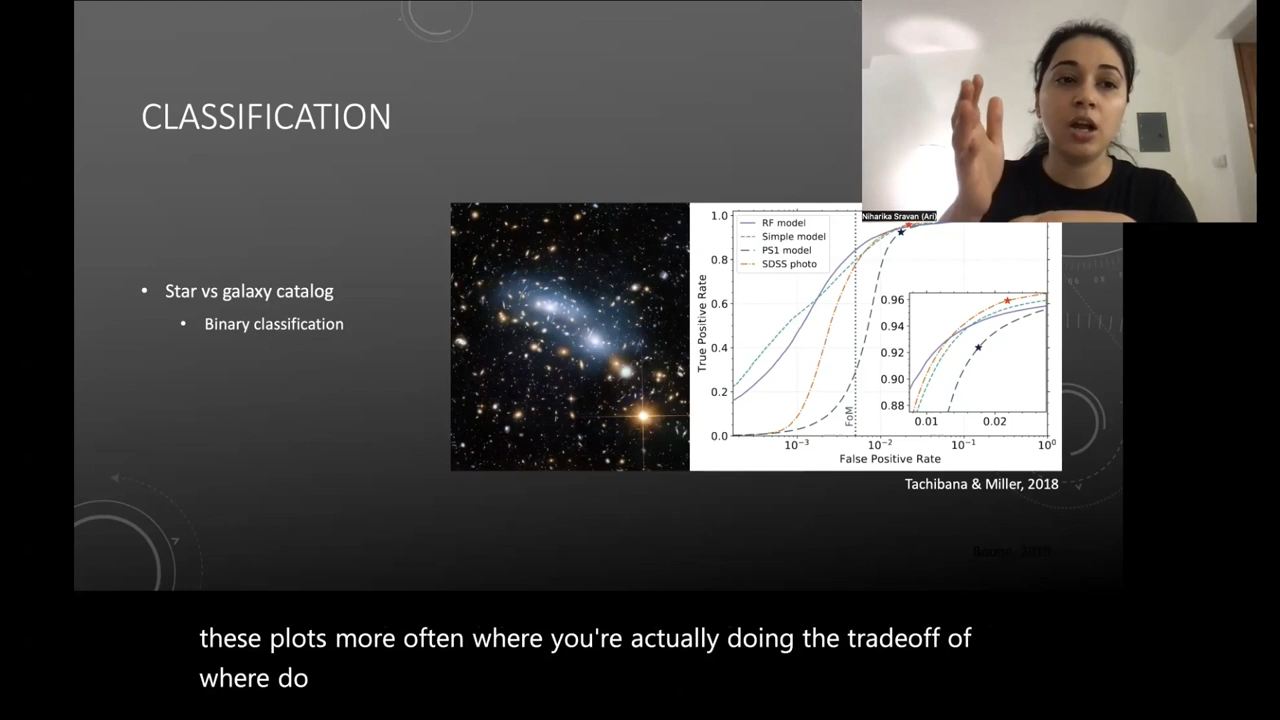 CLASSIFICATION
Niharika Sravan (Ari)
• Star vs galaxy catalog
• Binary classification
RF model
Simple model
PS1 model
SDSS photo
True Positive Rate
1.0
0.8
0.6
0.4
0.2
0.0
FoM
0.96
0.94
0.92
0.90
0.88
0.01 0.02
10⁻³ 10⁻² 10⁻¹ 10⁰
False Positive Rate
Tachibana & Miller, 2018
these plots more often where you're actually doing the tradeoff of
where do